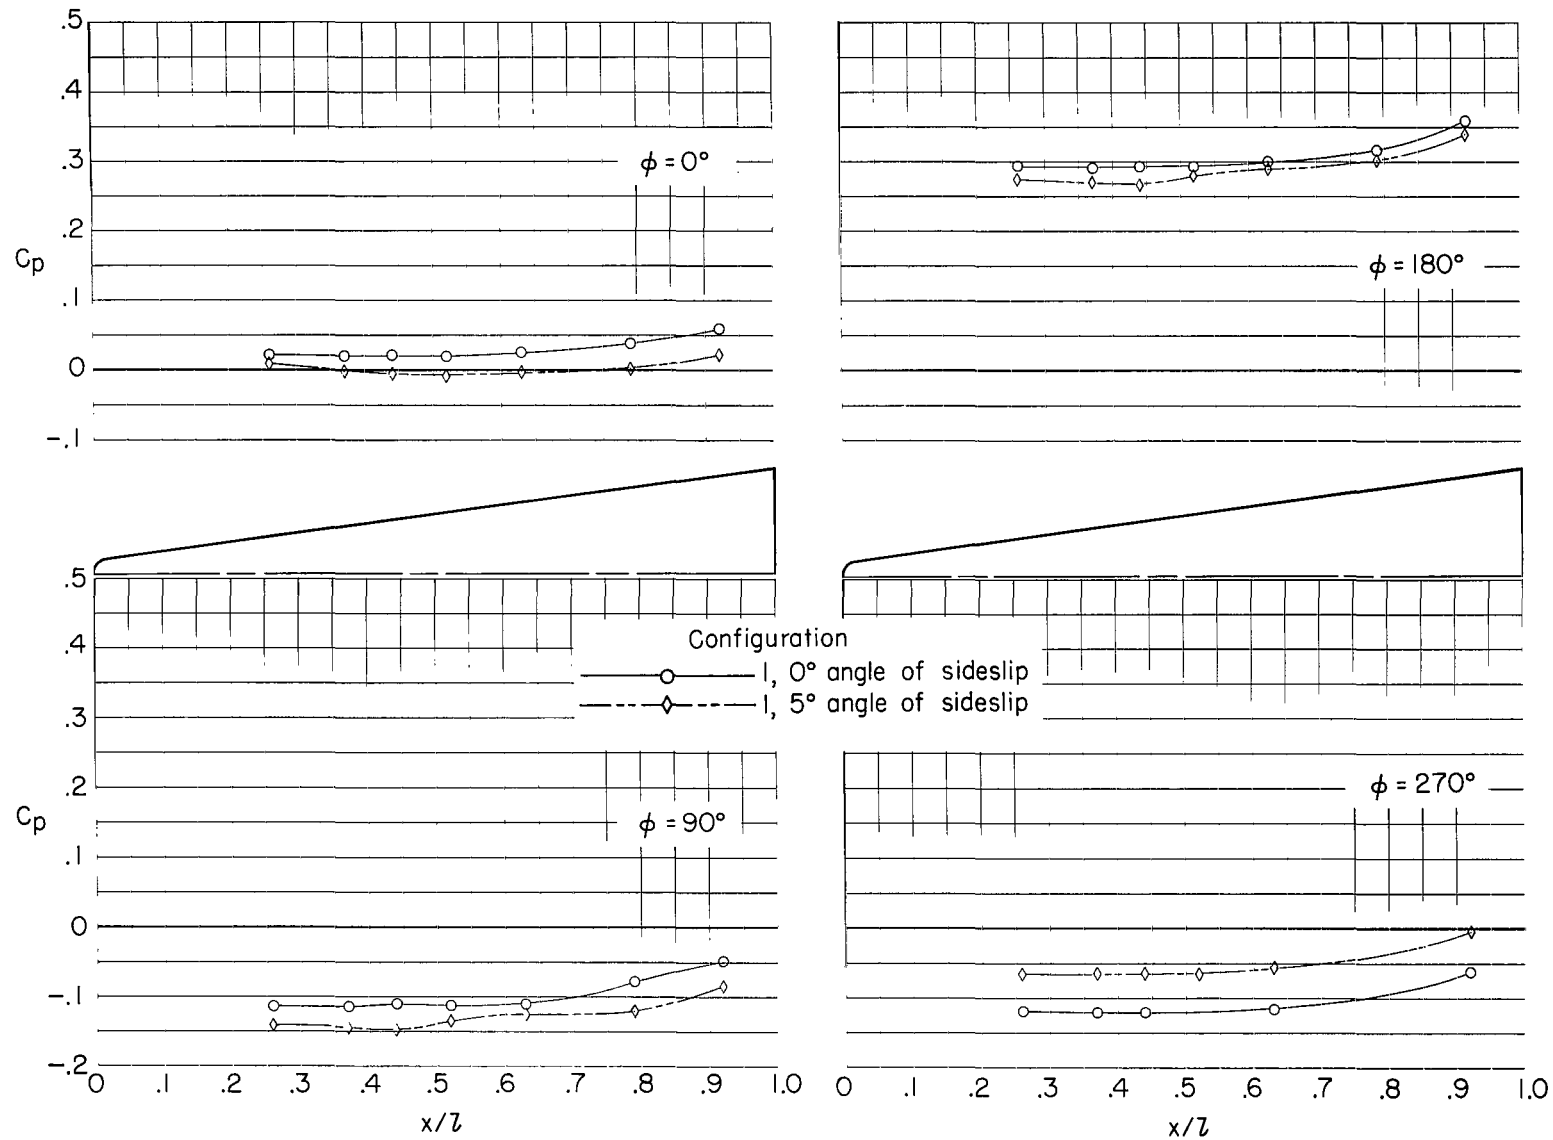 .5
.4
.3
.2
.1
0
-.1
Cp
ϕ = 0°
ϕ = 180°
.5
.4
.3
.2
.1
0
-.1
-.2
Cp
Configuration
1, 0° angle of sideslip
1, 5° angle of sideslip
ϕ = 90°
ϕ = 270°
0 .1 .2 .3 .4 .5 .6 .7 .8 .9 1.0
x/l
0 .1 .2 .3 .4 .5 .6 .7 .8 .9 1.0
x/l